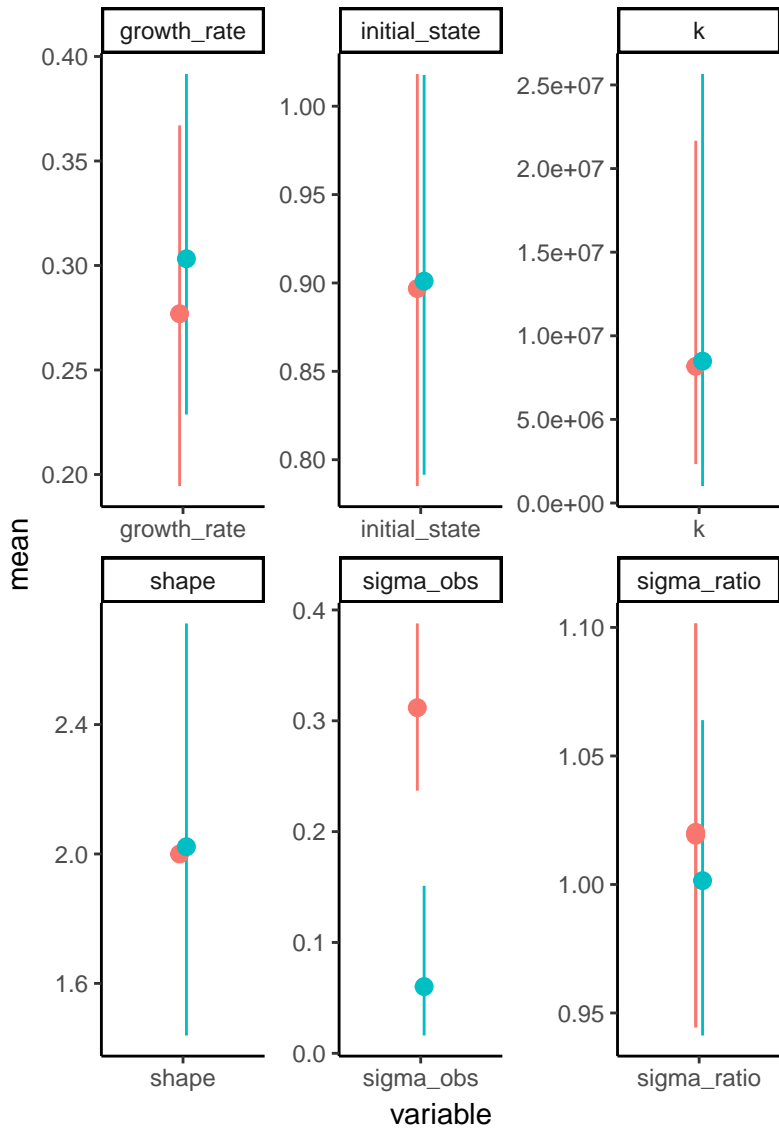 growth_rate
initial_state
k
0.40
0.35
0.30
0.25
0.20
1.00
0.95
0.90
0.85
0.80
2.5e+07
2.0e+07
1.5e+07
1.0e+07
5.0e+06
0.0e+00
growth_rate
initial_state
k
mean
shape
sigma_obs
sigma_ratio
2.4
2.0
1.6
0.4
0.3
0.2
0.1
0.0
1.10
1.05
1.00
0.95
shape
sigma_obs
sigma_ratio
variable